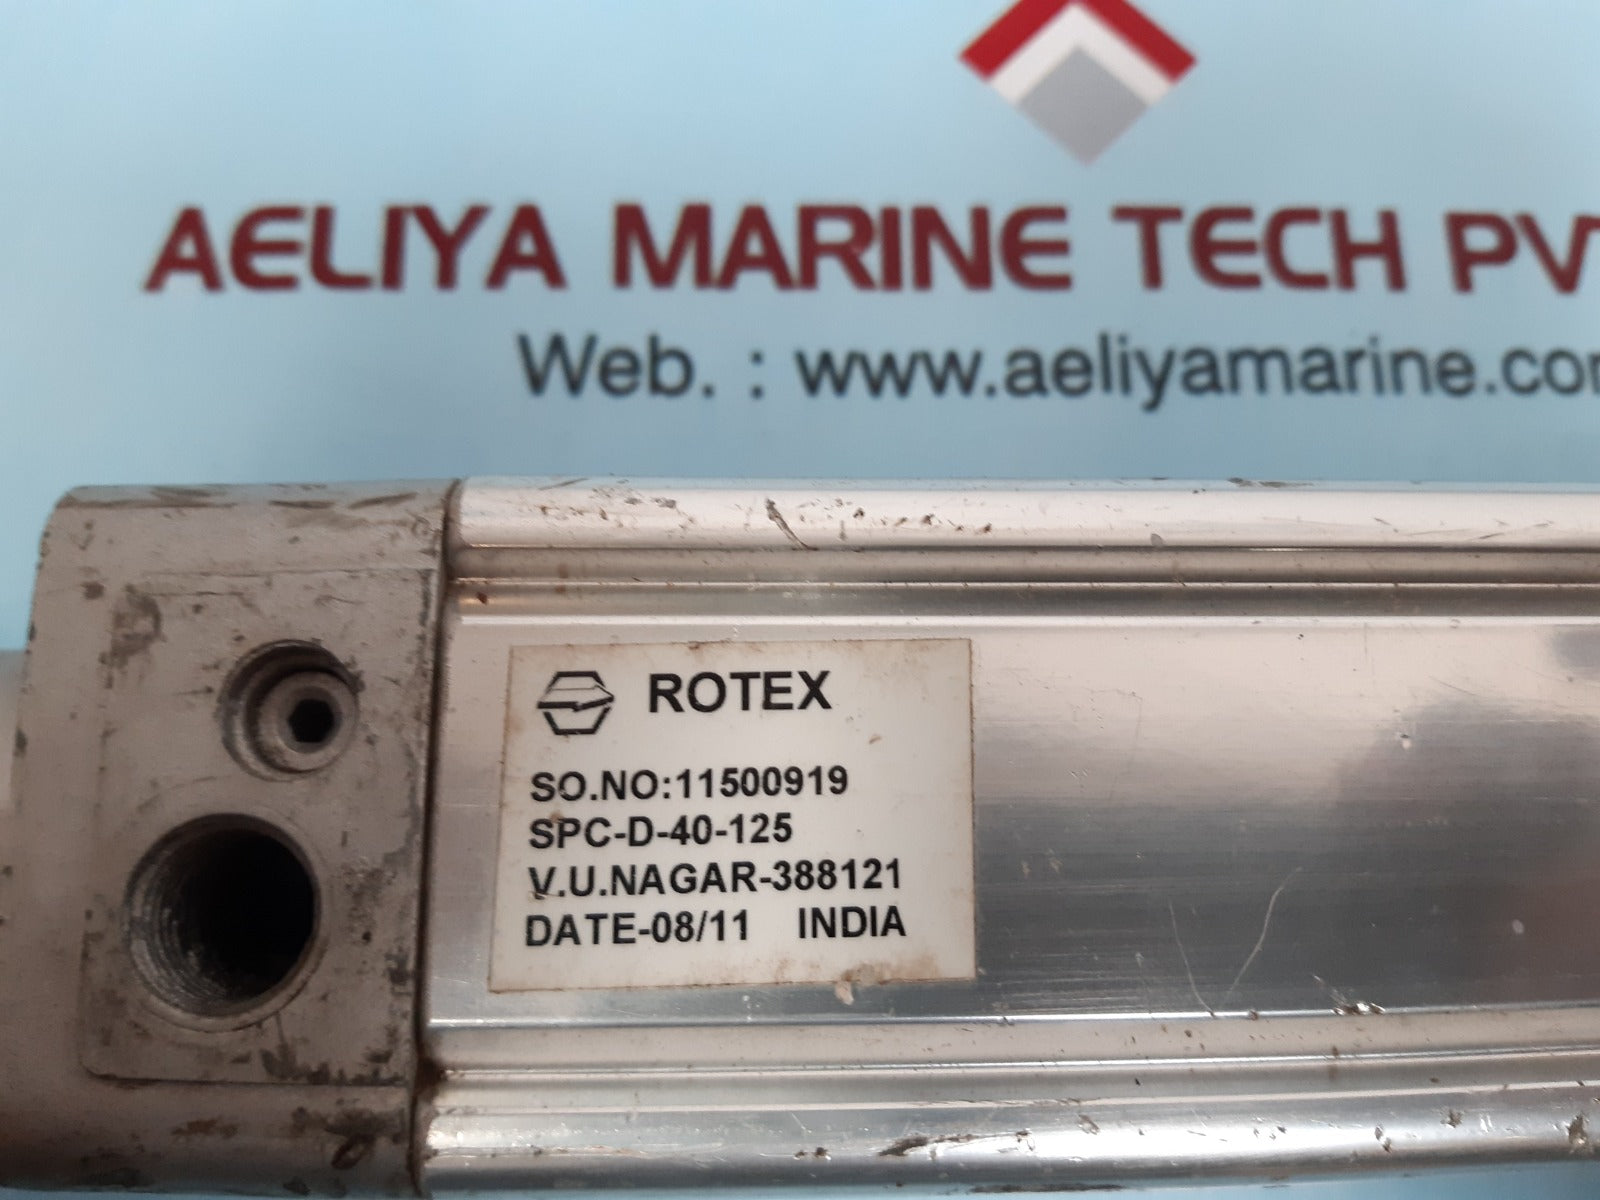 AELIYA MARINE TECH PV
Web. : www.aeliyamarine.co
ROTEX
SO.NO:11500919
SPC-D-40-125
V.U.NAGAR-388121
DATE-08/11 INDIA